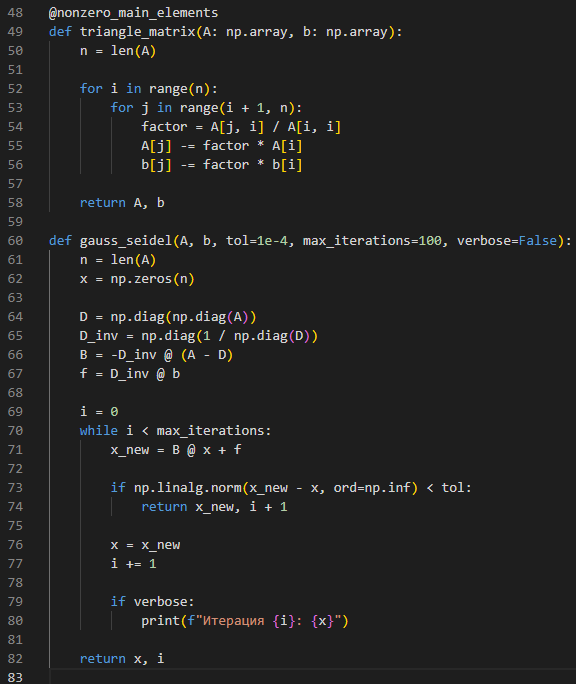 48 @nonzero_main_elements
49 def triangle_matrix(A: np.array, b: np.array):
50     n = len(A)
51
52     for i in range(n):
53         for j in range(i + 1, n):
54             factor = A[j, i] / A[i, i]
55             A[j] -= factor * A[i]
56             b[j] -= factor * b[i]
57
58     return A, b
59
60 def gauss_seidel(A, b, tol=1e-4, max_iterations=100, verbose=False):
61     n = len(A)
62     x = np.zeros(n)
63
64     D = np.diag(np.diag(A))
65     D_inv = np.diag(1 / np.diag(D))
66     B = -D_inv @ (A - D)
67     f = D_inv @ b
68
69     i = 0
70     while i < max_iterations:
71         x_new = B @ x + f
72
73         if np.linalg.norm(x_new - x, ord=np.inf) < tol:
74             return x_new, i + 1
75
76         x = x_new
77         i += 1
78
79         if verbose:
80             print(f"Итерация {i}: {x}")
81
82     return x, i
83